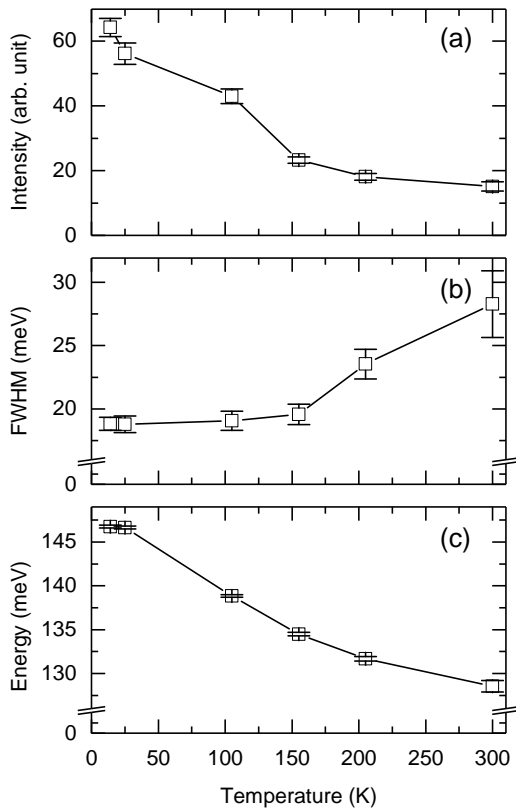 (a)
60
40
20
0
Intensity (arb. unit)
(b)
30
25
20
0
FWHM (meV)
(c)
145
140
135
130
0
Energy (meV)
0 50 100 150 200 250 300
Temperature (K)